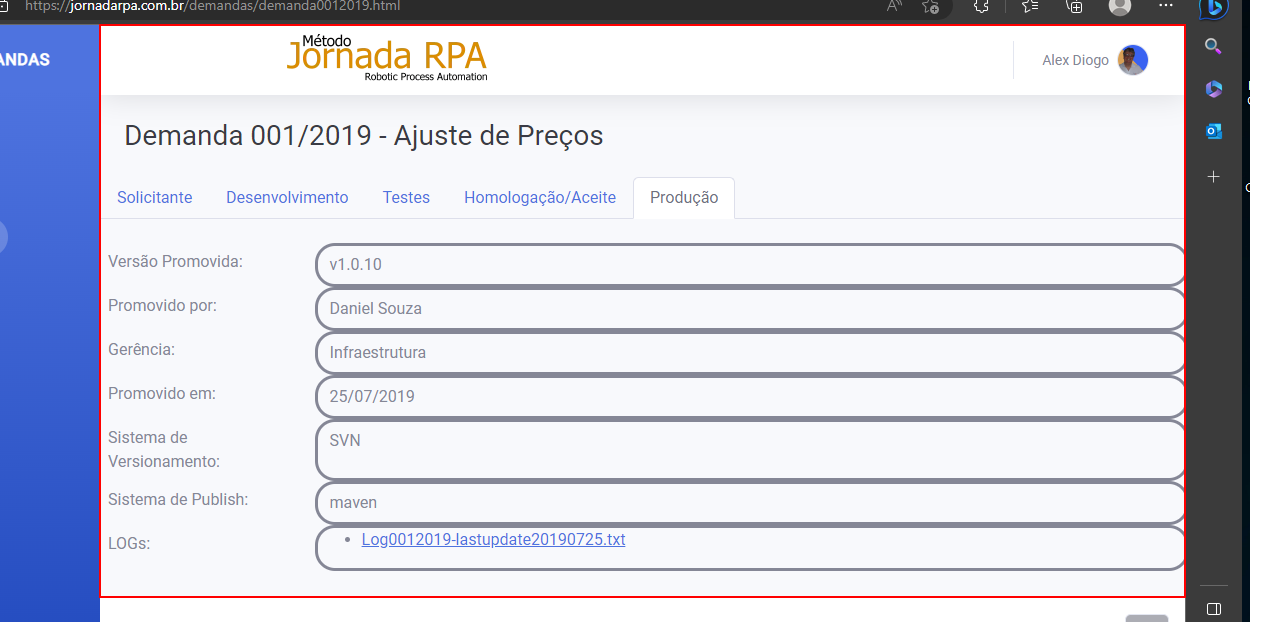 https://jornadarpa.com.br/demandas/demanda0012019.html
ANDAS
Método
Jornada RPA
Robotic Process Automation
Alex Diogo
Demanda 001/2019 - Ajuste de Preços
Solicitante Desenvolvimento Testes Homologação/Aceite Produção
Versão Promovida: v1.0.10
Promovido por: Daniel Souza
Gerência: Infraestrutura
Promovido em: 25/07/2019
Sistema de SVN
Versionamento:
Sistema de Publish: maven
LOGs: • Log0012019-lastupdate20190725.txt